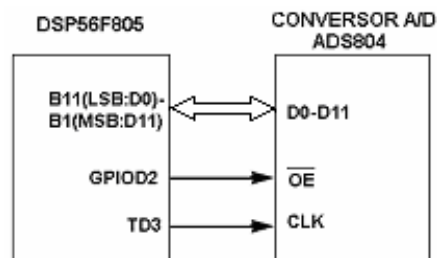 DSP56F805
CONVERSOR A/D
ADS804
B11(LSB:D0)-
B1(MSB:D11)
D0-D11
GPIOD2
OE
TD3
CLK